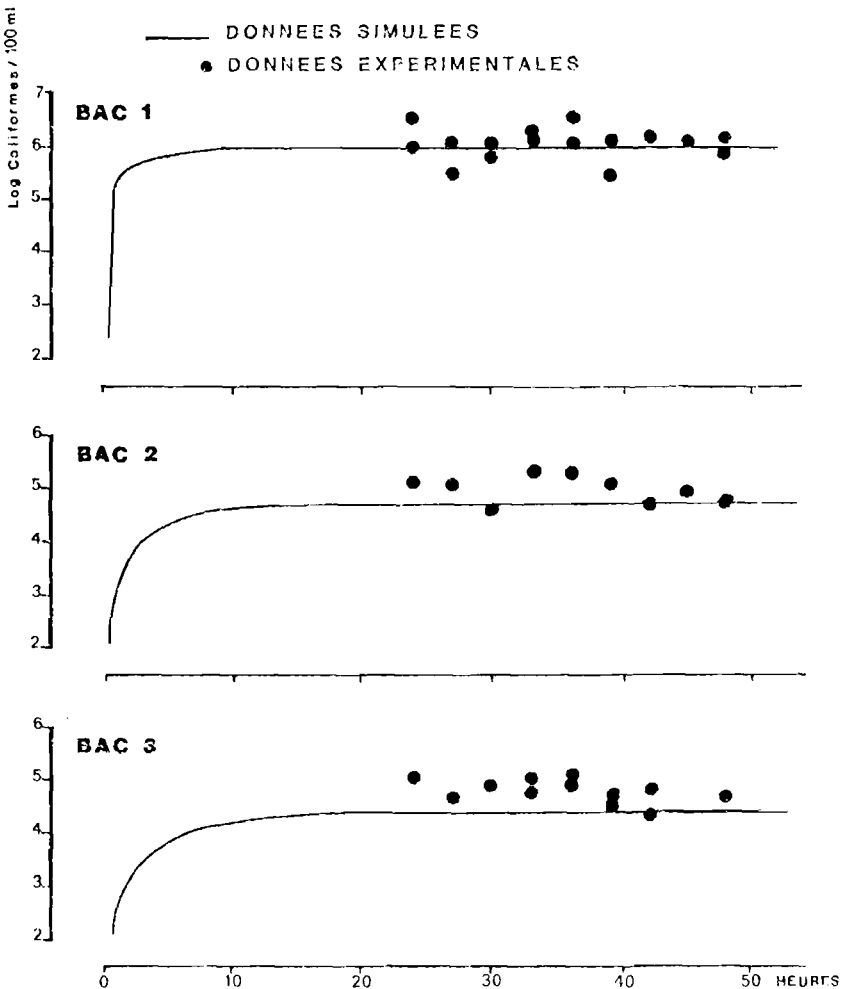 DONNEES SIMULEES
DONNEES EXPERIMENTALES
Log Coliformes / 100 ml
BAC 1
7
6
5
4
3
2
BAC 2
6
5
4
3
2
BAC 3
6
5
4
3
2
0 10 20 30 40 50 HEURES